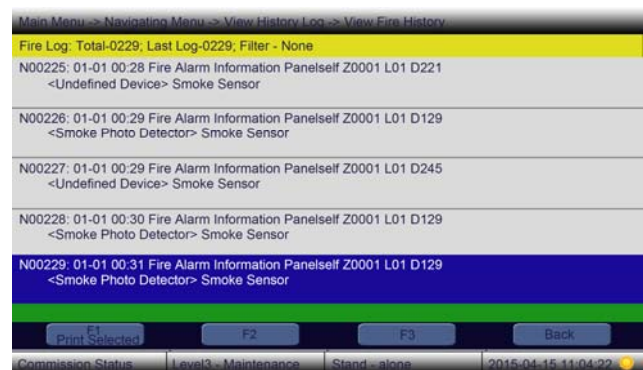 Main Menu -> Navigating Menu -> View History Log -> View Fire History
Fire Log: Total-0229; Last Log-0229; Filter - None
N00225: 01-01 00:28 Fire Alarm Information Panelself Z0001 L01 D221
<Undefined Device> Smoke Sensor
N00226: 01-01 00:29 Fire Alarm Information Panelself Z0001 L01 D129
<Smoke Photo Detector> Smoke Sensor
N00227: 01-01 00:29 Fire Alarm Information Panelself Z0001 L01 D245
<Undefined Device> Smoke Sensor
N00228: 01-01 00:30 Fire Alarm Information Panelself Z0001 L01 D129
<Smoke Photo Detector> Smoke Sensor
N00229: 01-01 00:31 Fire Alarm Information Panelself Z0001 L01 D129
<Smoke Photo Detector> Smoke Sensor
F1
Print Selected
F2
F3
Back
Commission Status
Level3 - Maintenance
Stand - alone
2015-04-15 11:04:22